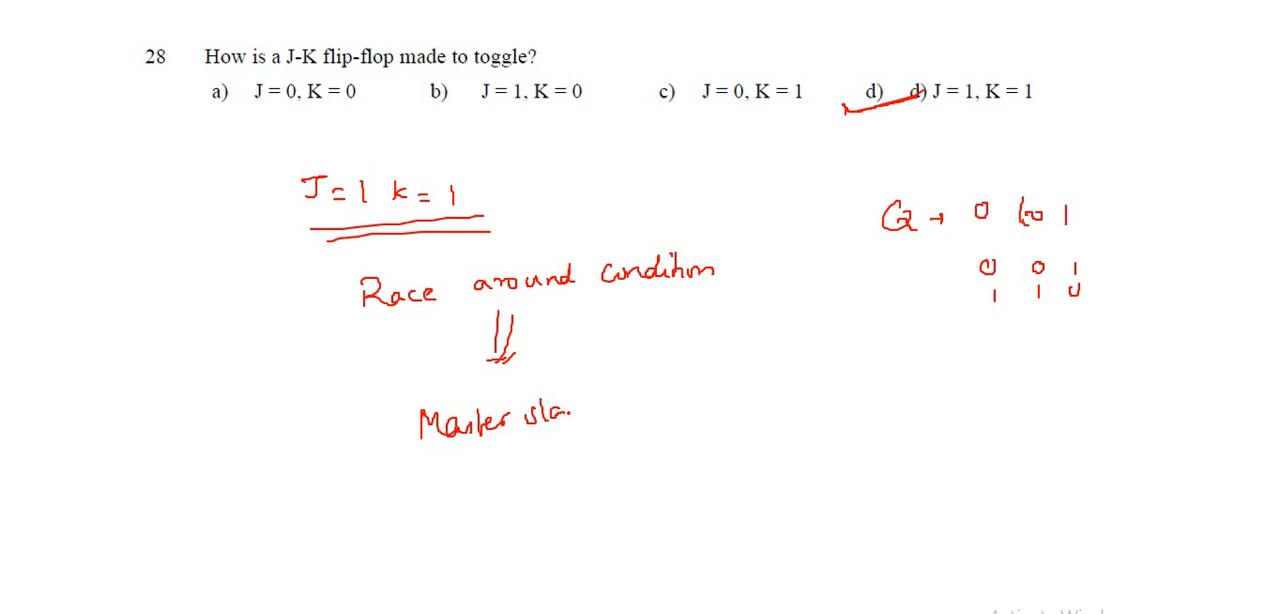 28 How is a J-K flip-flop made to toggle?
a) J = 0, K = 0 b) J = 1, K = 0 c) J = 0, K = 1 d) d) J = 1, K = 1
J = 1 K = 1
Q → 0 to 1
Race around condition
0 0 1
1 1 0
Master sla.